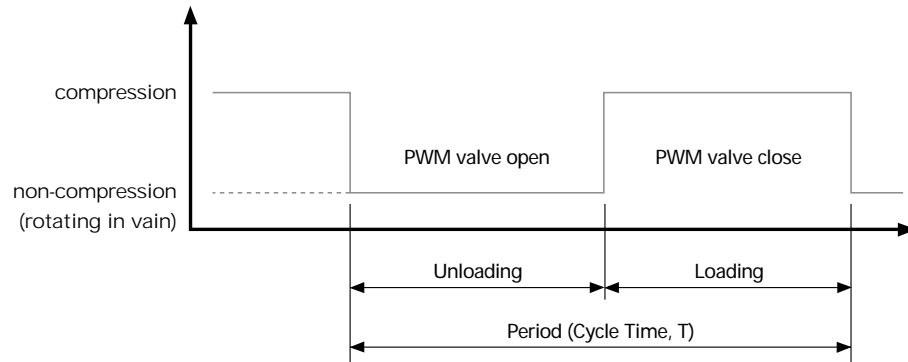 compression
PWM valve open
PWM valve close
non-compression
(rotating in vain)
Unloading
Loading
Period (Cycle Time, T)